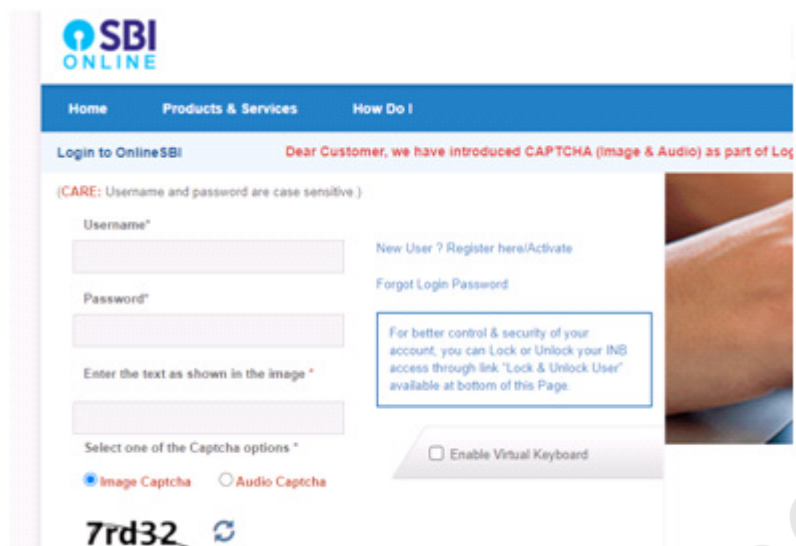 SBI
ONLINE
Home Products & Services How Do I
Login to OnlineSBI Dear Customer, we have introduced CAPTCHA (Image & Audio) as part of Log
(CARE: Username and password are case sensitive.)
Username*
New User ? Register here/Activate
Forgot Login Password
Password*
For better control & security of your
account, you can Lock or Unlock your INB
access through link "Lock & Unlock User"
available at bottom of this Page.
Enter the text as shown in the image *
Select one of the Captcha options *
Enable Virtual Keyboard
Image Captcha Audio Captcha
7rd32